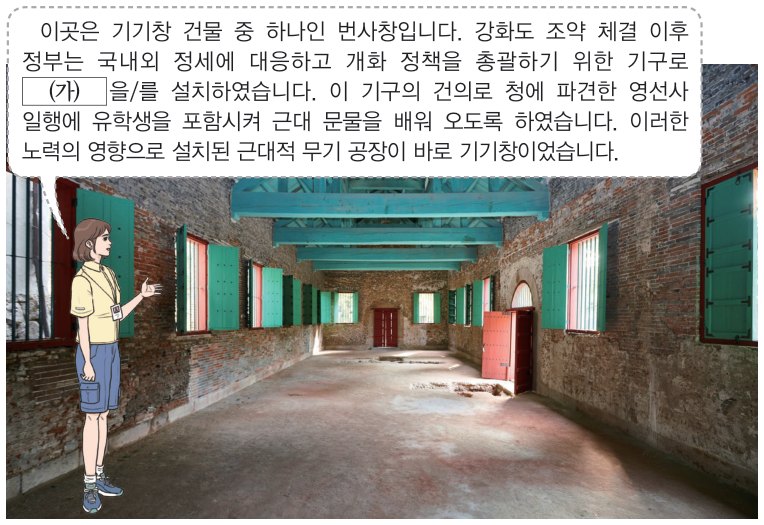 이곳은 기기창 건물 중 하나인 번사창입니다. 강화도 조약 체결 이후
정부는 국내외 정세에 대응하고 개화 정책을 총괄하기 위한 기구로
(가) 을/를 설치하였습니다. 이 기구의 건의로 청에 파견한 영선사
일행에 유학생을 포함시켜 근대 문물을 배워 오도록 하였습니다. 이러한
노력의 영향으로 설치된 근대적 무기 공장이 바로 기기창이었습니다.